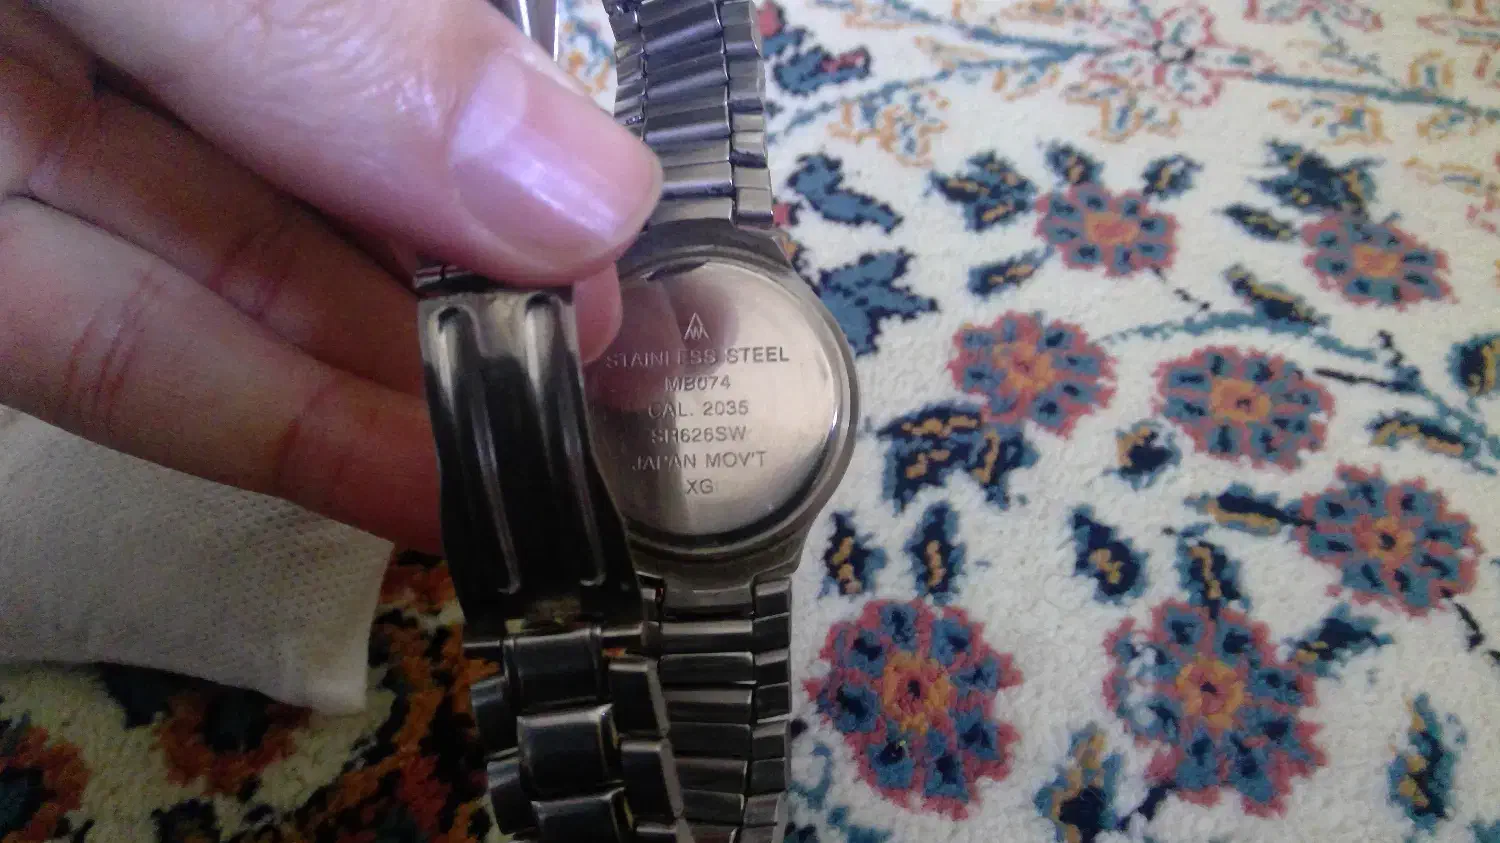 STAINLESS STEEL
MB074
CAL. 2035
SR626SW
JAPAN MOV'T
XG